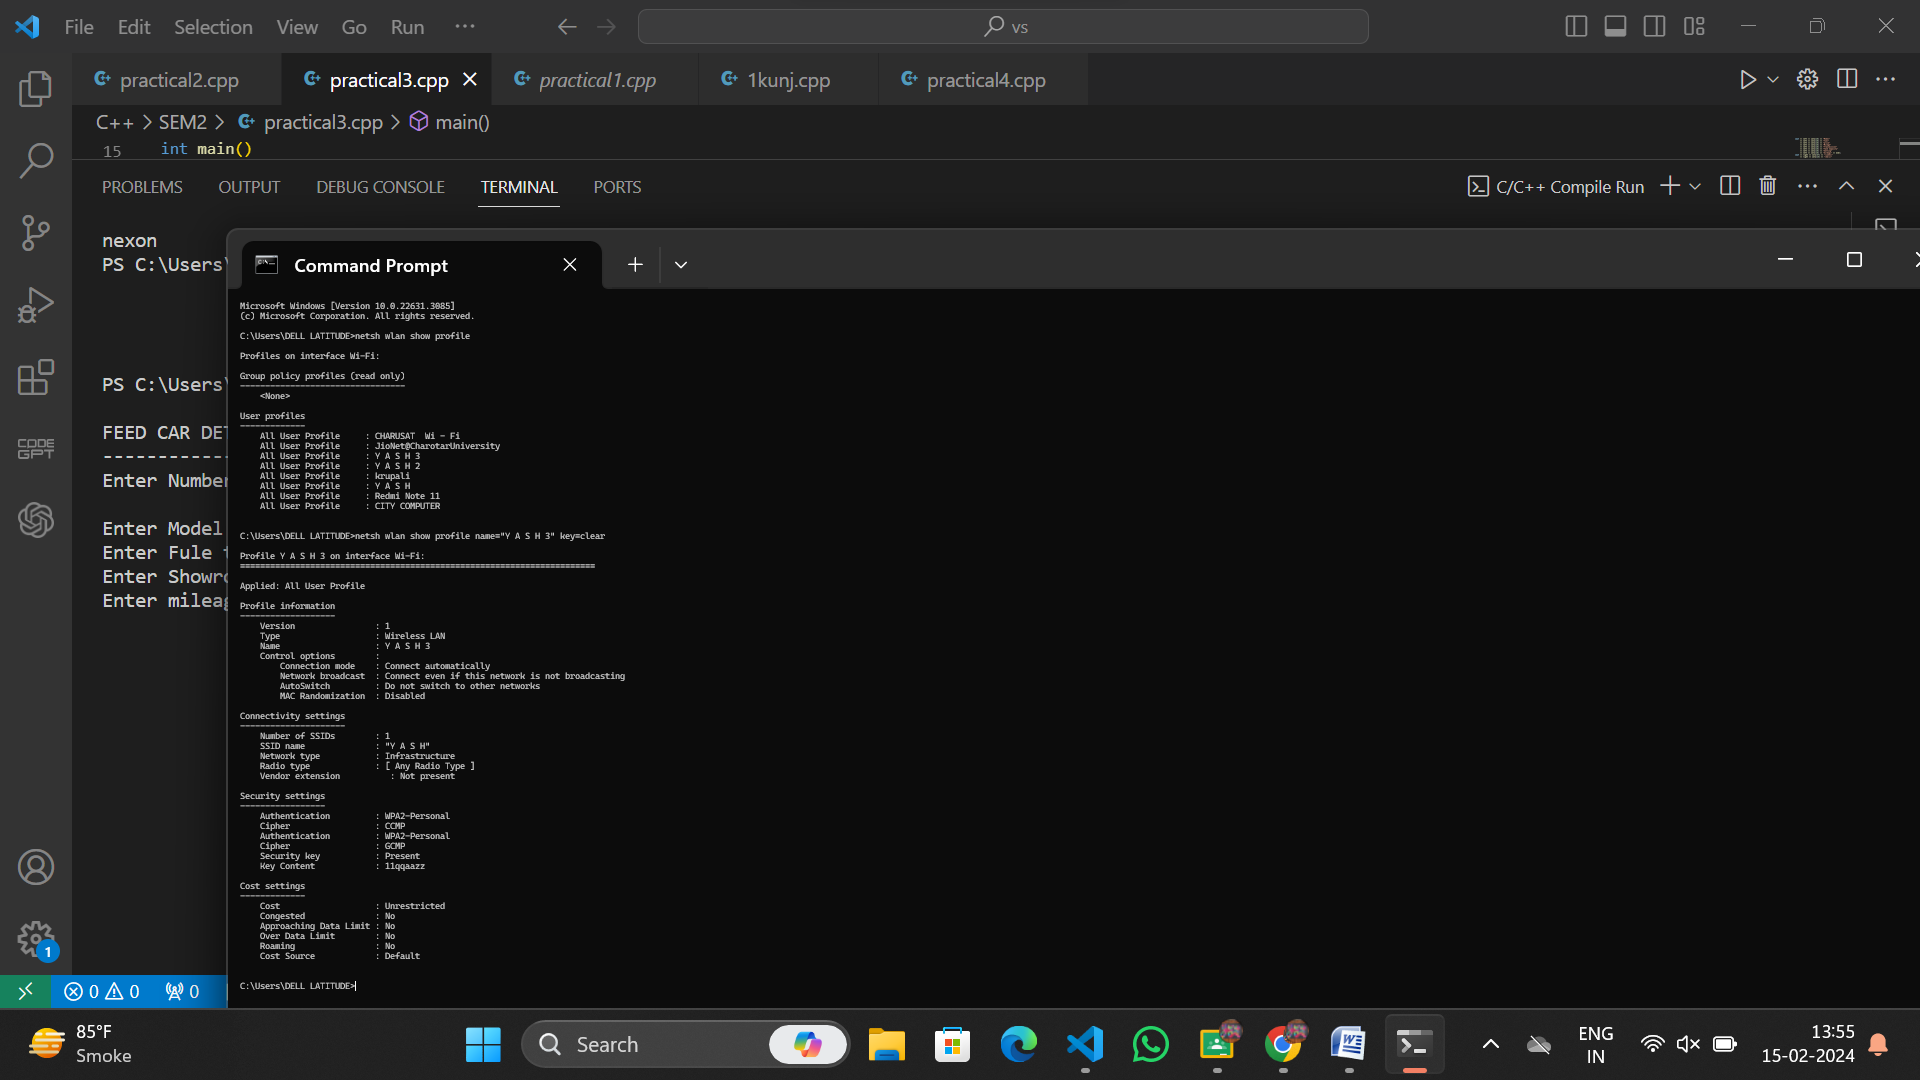 File Edit Selection View Go Run ··· vs
practical2.cpp practical3.cpp practical1.cpp 1kunj.cpp practical4.cpp
C++ > SEM2 > practical3.cpp > main()
15 int main()
PROBLEMS OUTPUT DEBUG CONSOLE TERMINAL PORTS C/C++ Compile Run
nexon
PS C:\Users\
PS C:\Users\
FEED CAR DET
------------
Enter Number
Enter Model
Enter Fule t
Enter Showro
Enter mileag
Command Prompt
Microsoft Windows [Version 10.0.22631.3085]
(c) Microsoft Corporation. All rights reserved.
C:\Users\DELL LATITUDE>netsh wlan show profile
Profiles on interface Wi-Fi:
Group policy profiles (read only)
---------------------------------
<None>
User profiles
-------------
All User Profile     : CHARUSAT  Wi - Fi
All User Profile     : JioNet@CharotarUniversity
All User Profile     : Y A S H 3
All User Profile     : Y A S H 2
All User Profile     : krupali
All User Profile     : Y A S H
All User Profile     : Redmi Note 11
All User Profile     : CITY COMPUTER
C:\Users\DELL LATITUDE>netsh wlan show profile name="Y A S H 3" key=clear
Profile Y A S H 3 on interface Wi-Fi:
=======================================================================
Applied: All User Profile
Profile information
-------------------
Version                : 1
Type                   : Wireless LAN
Name                   : Y A S H 3
Control options        :
Connection mode    : Connect automatically
Network broadcast  : Connect even if this network is not broadcasting
AutoSwitch         : Do not switch to other networks
MAC Randomization  : Disabled
Connectivity settings
---------------------
Number of SSIDs        : 1
SSID name              : "Y A S H"
Network type           : Infrastructure
Radio type             : [ Any Radio Type ]
Vendor extension          : Not present
Security settings
-----------------
Authentication         : WPA2-Personal
Cipher                 : CCMP
Authentication         : WPA2-Personal
Cipher                 : GCMP
Security key           : Present
Key Content            : 11qqaazz
Cost settings
-------------
Cost                   : Unrestricted
Congested              : No
Approaching Data Limit : No
Over Data Limit        : No
Roaming                : No
Cost Source            : Default
C:\Users\DELL LATITUDE>
CODE
GPT
1
0 0 0
85°F
Smoke
Search
ENG
IN
13:55
15-02-2024